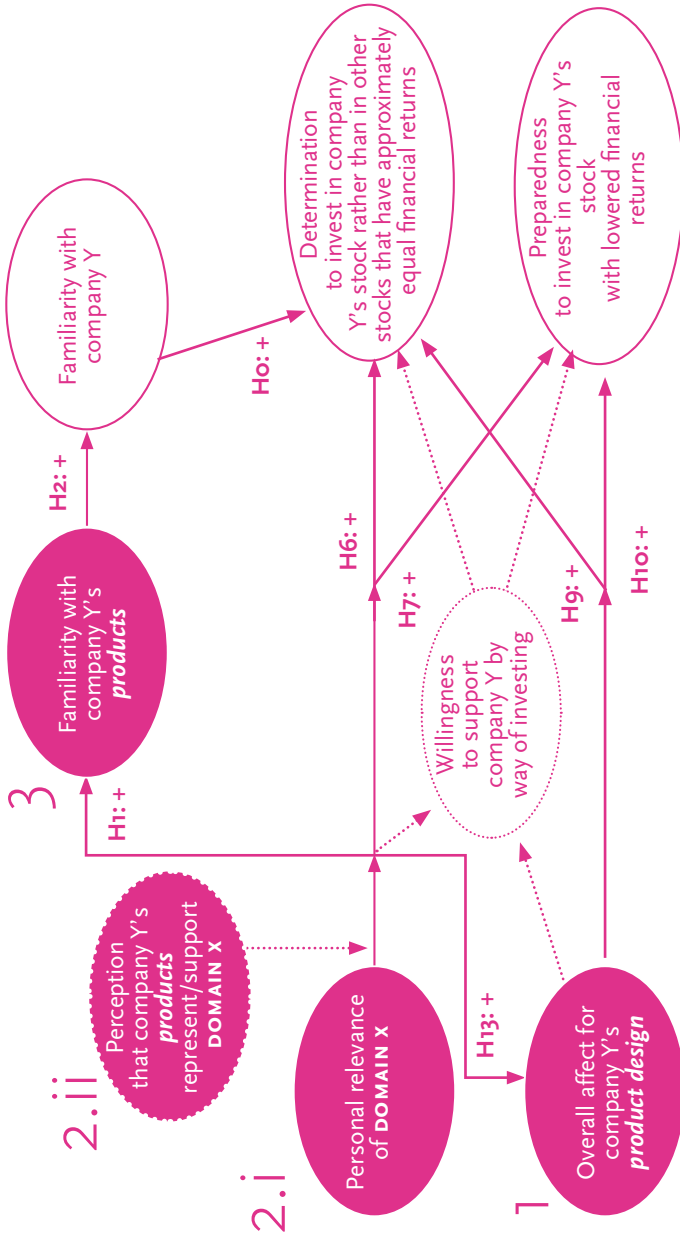 3
Familiarity with
company Y's
products
H2: +
Familiarity with
company Y
H1: +
H0: +
2.ii
Perception
that company Y's
products
represent/support
DOMAIN X
2.i
Personal relevance
of DOMAIN X
H6: +
H7: +
Determination
to invest in company
Y's stock rather than in other
stocks that have approximately
equal financial returns
Willingness
to support
company Y by
way of investing
H13: +
1
Overall affect for
company Y's
product design
H9: +
H10: +
Preparedness
to invest in company Y's
stock
with lowered financial
returns